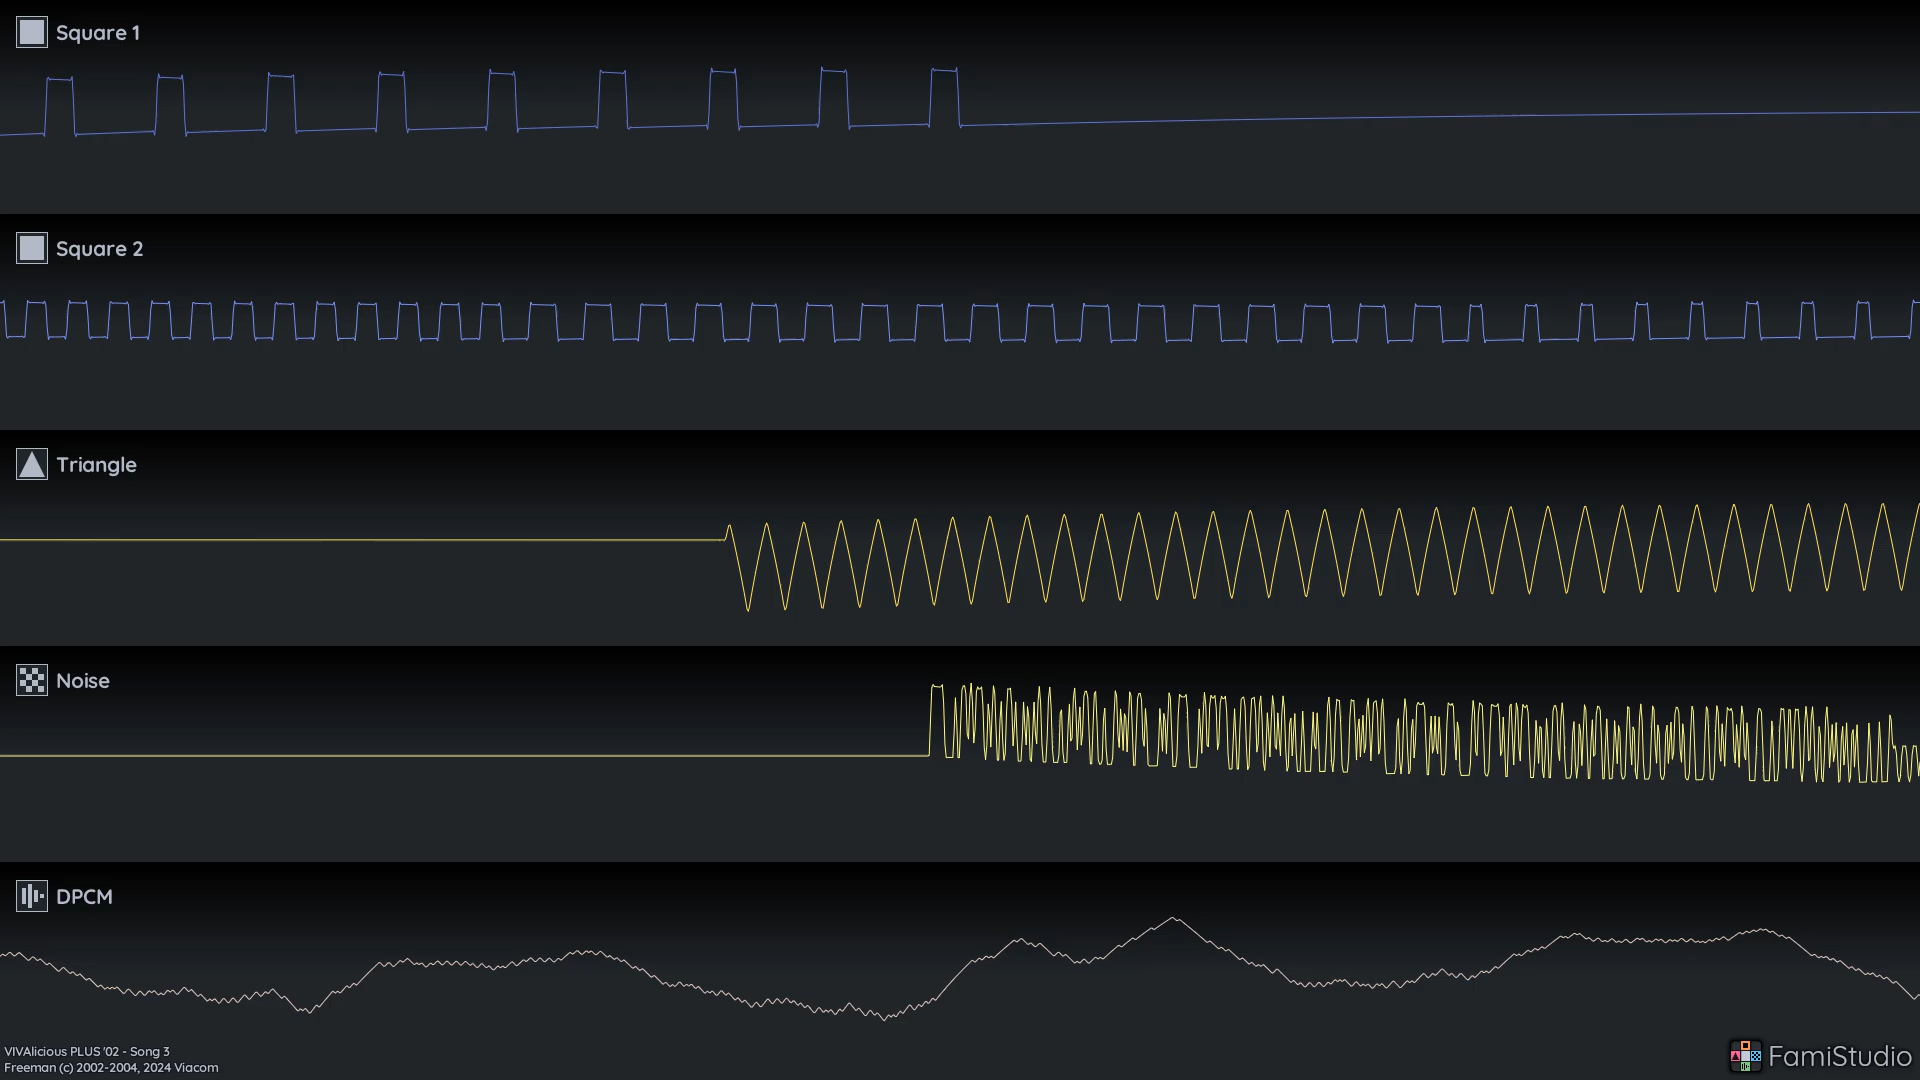 Square 1
Square 2
Triangle
Noise
DPCM
VIVAlicious PLUS '02 - Song 3
Freeman (c) 2002-2004, 2024 Viacom
FamiStudio